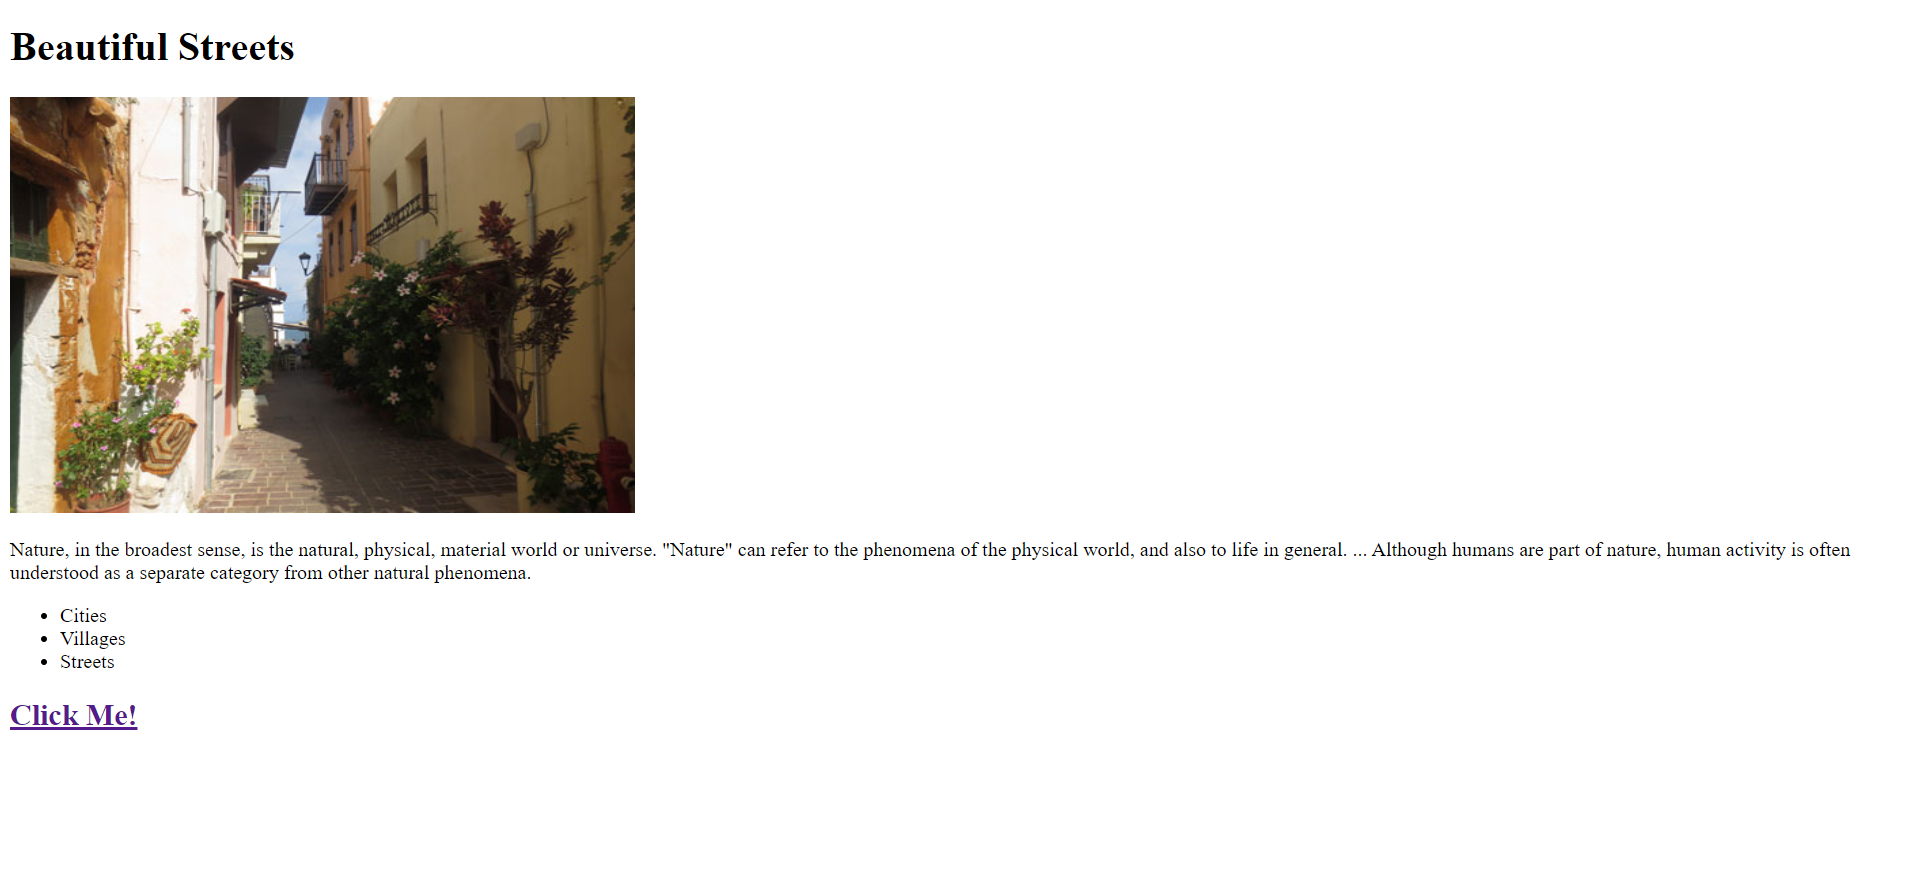 Beautiful Streets
Nature, in the broadest sense, is the natural, physical, material world or universe. "Nature" can refer to the phenomena of the physical world, and also to life in general. ... Although humans are part of nature, human activity is often
understood as a separate category from other natural phenomena.
Cities
Villages
Streets
Click Me!